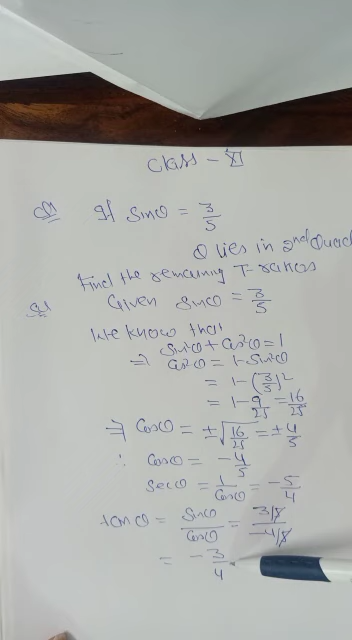 Class - XI
Q1 If sinθ = 3/5
θ lies in 2nd Quad
Find the remaining T-ratios
Sol Given sinθ = 3/5
We know that
sin²θ + cos²θ = 1
⇒ cos²θ = 1 - sin²θ
= 1 - (3/5)²
= 1 - 9/25 = 16/25
⇒ Cosθ = ±√16/25 = ±4/5
∴ Cosθ = -4/5
Secθ = 1/Cosθ = -5/4
tanθ = Sinθ/Cosθ = 3/5/-4/5
= -3/4